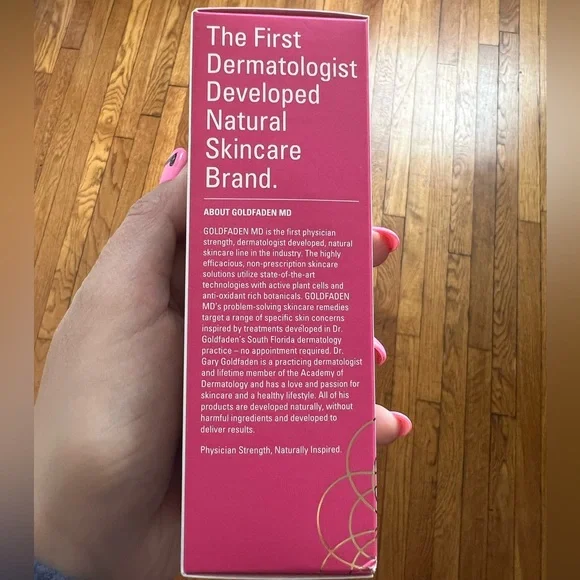 The First
Dermatologist
Developed
Natural
Skincare
Brand.
ABOUT GOLDFADEN MD
GOLDFADEN MD is the first physician
strength, dermatologist developed, natural
skincare line in the industry. The highly
efficacious, non-prescription skincare
solutions utilize state-of-the-art
technologies with active plant cells and
anti-oxidant rich botanicals. GOLDFADEN
MD's problem-solving skincare remedies
target a range of specific skin concerns
inspired by treatments developed in Dr.
Goldfaden's South Florida dermatology
practice – no appointment required. Dr.
Gary Goldfaden is a practicing dermatologist
and lifetime member of the Academy of
Dermatology and has a love and passion for
skincare and a healthy lifestyle. All of his
products are developed naturally, without
harmful ingredients and developed to
deliver results.
Physician Strength, Naturally Inspired.